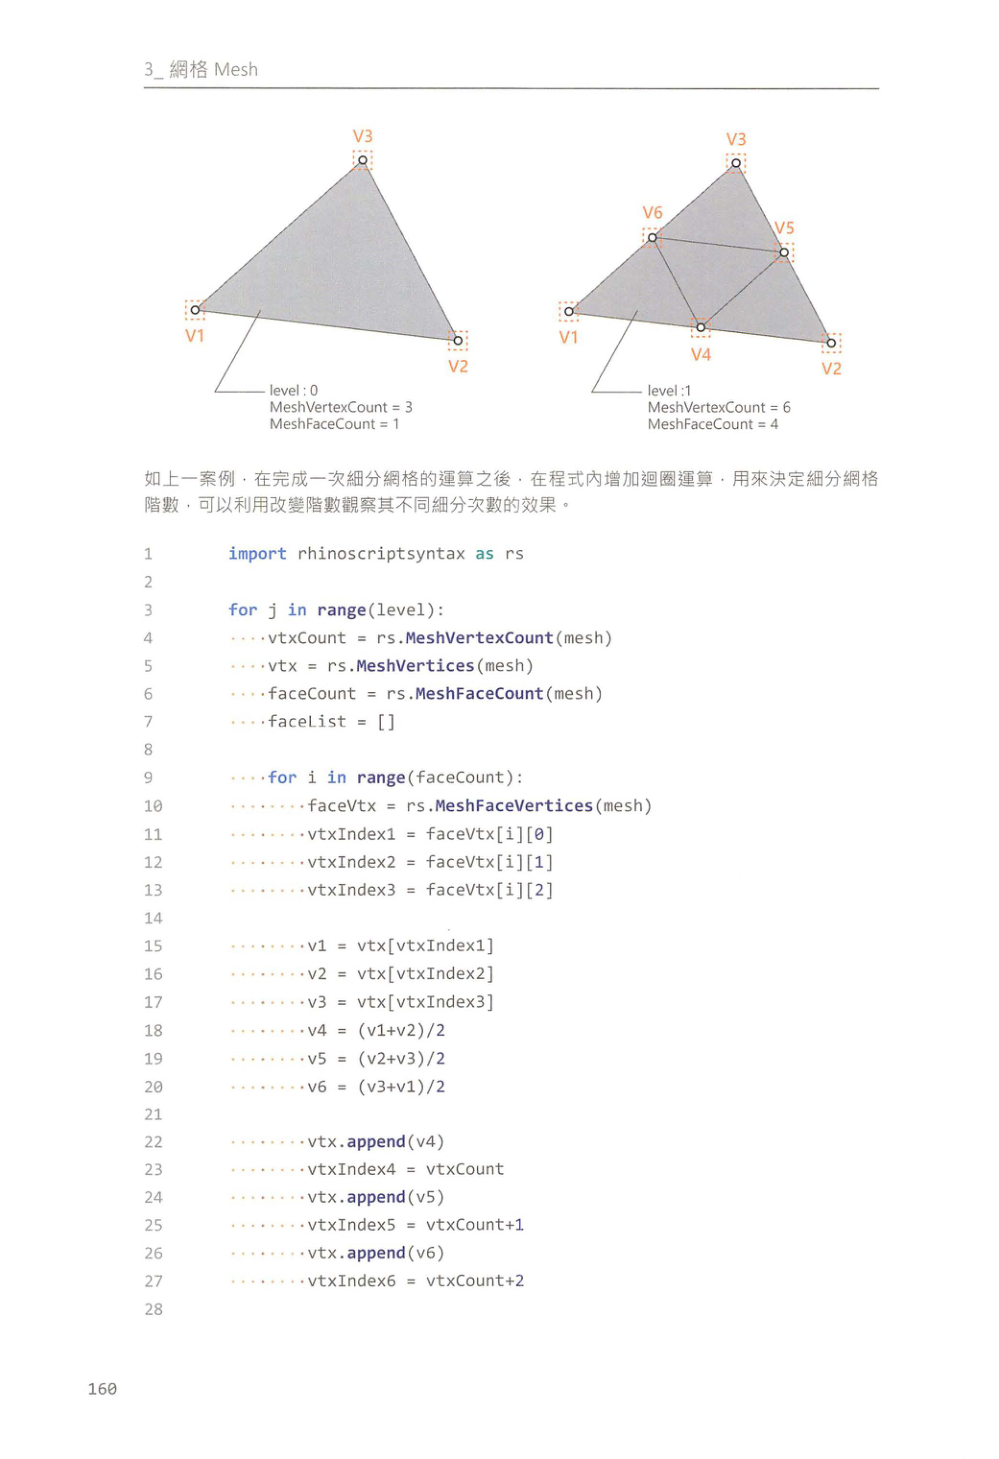 3_ 網格 Mesh
V3
V1
V2
level : 0
MeshVertexCount = 3
MeshFaceCount = 1
V3
V6
V5
V1
V4
V2
level :1
MeshVertexCount = 6
MeshFaceCount = 4
如上一案例，在完成一次細分網格的運算之後，在程式內增加迴圈運算，用來決定細分網格
階數，可以利用改變階數觀察其不同細分次數的效果。
1 import rhinoscriptsyntax as rs
2
3 for j in range(level):
4 ····vtxCount = rs.MeshVertexCount(mesh)
5 ····vtx = rs.MeshVertices(mesh)
6 ····faceCount = rs.MeshFaceCount(mesh)
7 ····faceList = []
8
9 ····for i in range(faceCount):
10 ········faceVtx = rs.MeshFaceVertices(mesh)
11 ········vtxIndex1 = faceVtx[i][0]
12 ········vtxIndex2 = faceVtx[i][1]
13 ········vtxIndex3 = faceVtx[i][2]
14
15 ········v1 = vtx[vtxIndex1]
16 ········v2 = vtx[vtxIndex2]
17 ········v3 = vtx[vtxIndex3]
18 ········v4 = (v1+v2)/2
19 ········v5 = (v2+v3)/2
20 ········v6 = (v3+v1)/2
21
22 ········vtx.append(v4)
23 ········vtxIndex4 = vtxCount
24 ········vtx.append(v5)
25 ········vtxIndex5 = vtxCount+1
26 ········vtx.append(v6)
27 ········vtxIndex6 = vtxCount+2
28
160